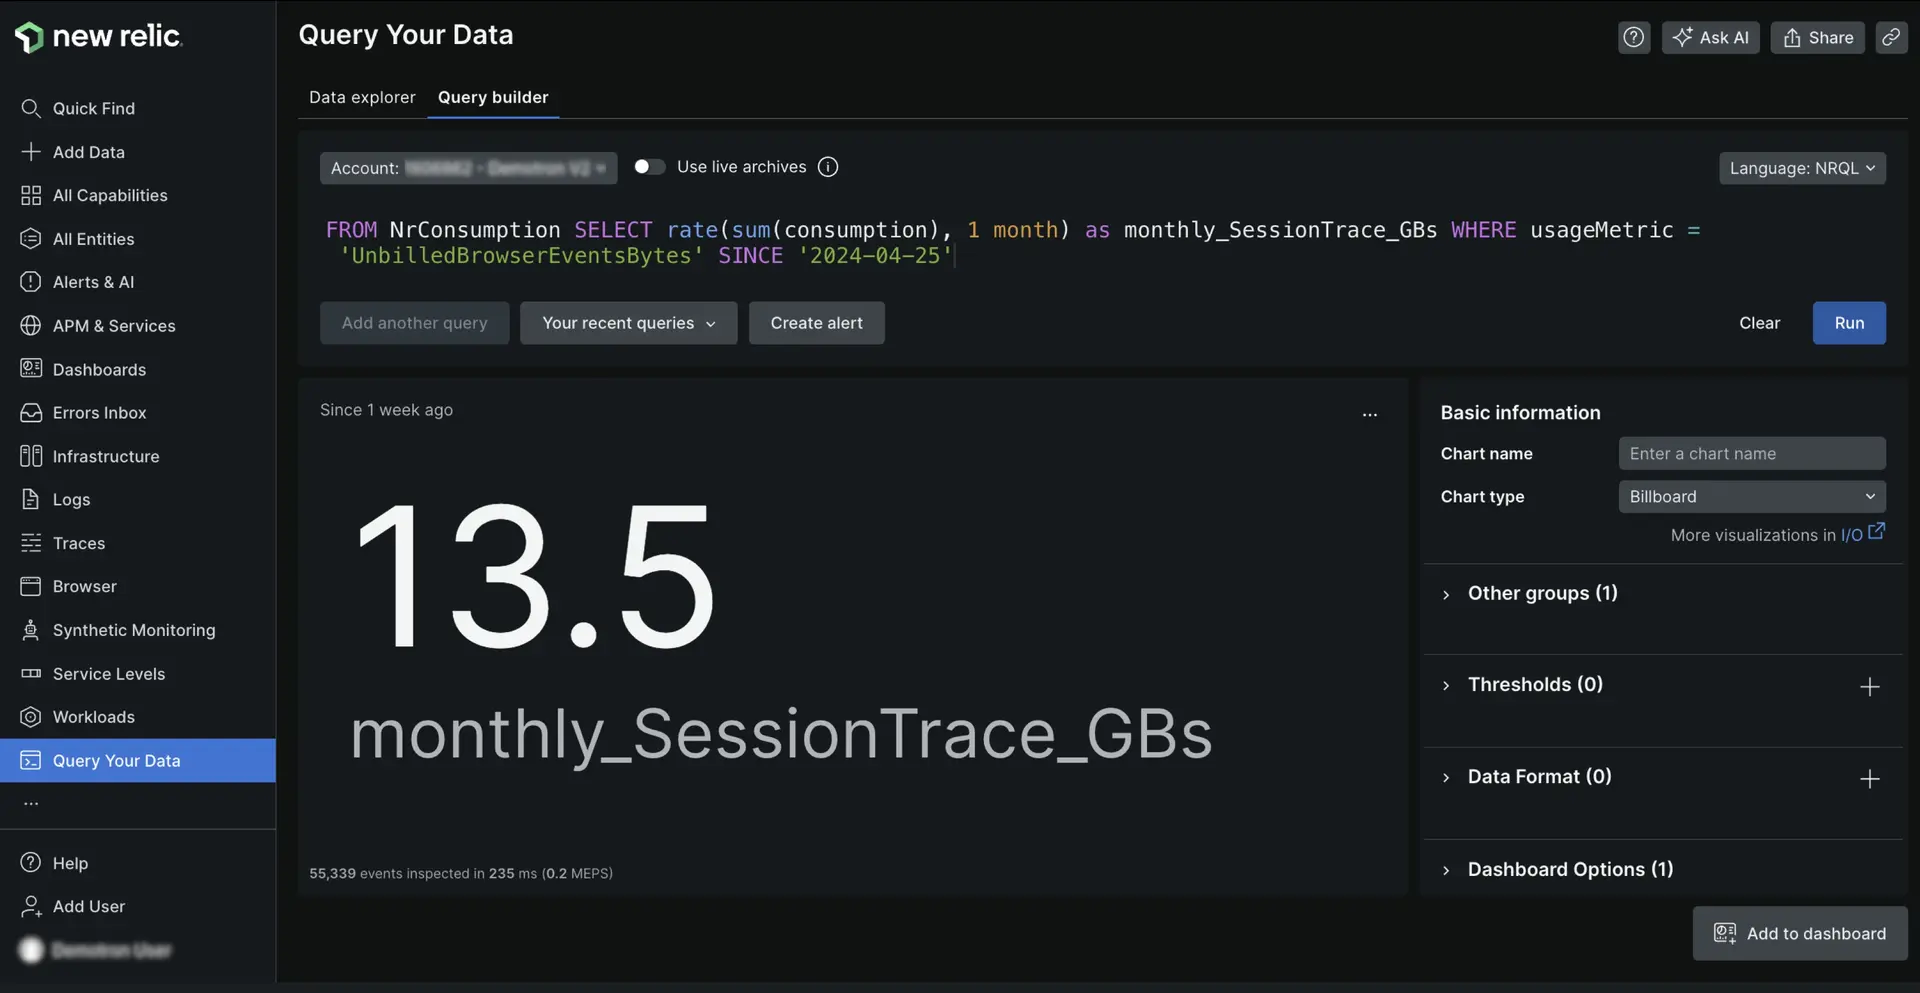 new relic
Quick Find
Add Data
All Capabilities
All Entities
Alerts & AI
APM & Services
Dashboards
Errors Inbox
Infrastructure
Logs
Traces
Browser
Synthetic Monitoring
Service Levels
Workloads
Query Your Data
...
Help
Add User
Query Your Data
Ask AI
Share
Data explorer
Query builder
Account:
Use live archives
Language: NRQL
FROM NrConsumption SELECT rate(sum(consumption), 1 month) as monthly_SessionTrace_GBs WHERE usageMetric =
'UnbilledBrowserEventsBytes' SINCE '2024-04-25'
Add another query
Your recent queries
Create alert
Clear
Run
Since 1 week ago
...
13.5
monthly_SessionTrace_GBs
55,339 events inspected in 235 ms (0.2 MEPS)
Basic information
Chart name
Enter a chart name
Chart type
Billboard
More visualizations in I/O
Other groups (1)
Thresholds (0)
Data Format (0)
Dashboard Options (1)
Add to dashboard